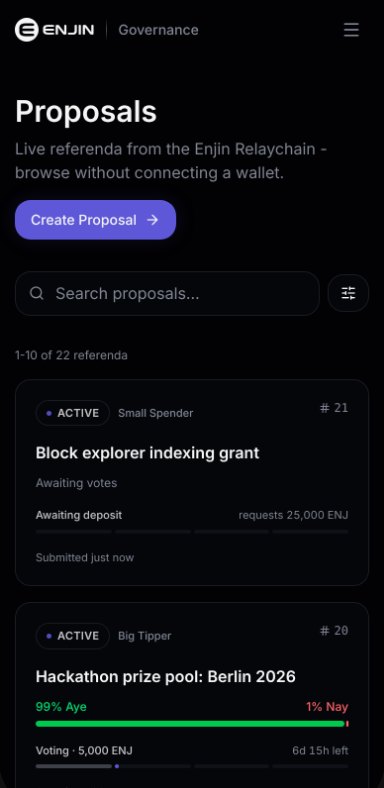 ENJIN Governance
Proposals
Live referenda from the Enjin Relaychain -
browse without connecting a wallet.
Create Proposal →
Search proposals...
1-10 of 22 referenda
ACTIVE Small Spender # 21
Block explorer indexing grant
Awaiting votes
Awaiting deposit requests 25,000 ENJ
Submitted just now
ACTIVE Big Tipper # 20
Hackathon prize pool: Berlin 2026
99% Aye 1% Nay
Voting · 5,000 ENJ 6d 15h left